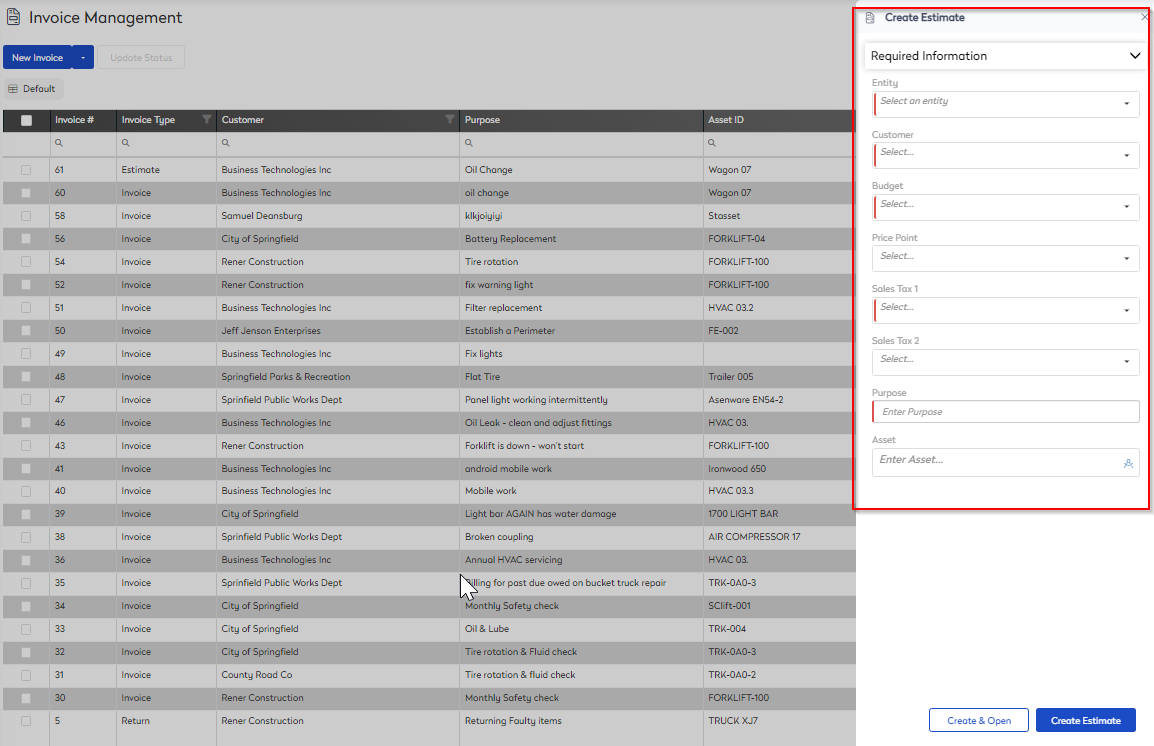 Invoice Management
New Invoice
Update Status
Default
Invoice # Invoice Type Customer Purpose Asset ID
61 Estimate Business Technologies Inc Oil Change Wagon 07
60 Invoice Business Technologies Inc oil change Wagon 07
58 Invoice Samuel Deansburg klkjoiyiyi Stasset
56 Invoice City of Springfield Battery Replacement FORKLIFT-04
54 Invoice Rener Construction Tire rotation FORKLIFT-100
52 Invoice Rener Construction fix warning light FORKLIFT-100
51 Invoice Business Technologies Inc Filter replacement HVAC 03.2
50 Invoice Jeff Jenson Enterprises Establish a Perimeter FE-002
49 Invoice Business Technologies Inc Fix lights
48 Invoice Springfield Parks & Recreation Flat Tire Trailer 005
47 Invoice Sprinfield Public Works Dept Panel light working intermittently Asenware EN54-2
46 Invoice Business Technologies Inc Oil Leak - clean and adjust fittings HVAC 03.
43 Invoice Rener Construction Forklift is down - won't start FORKLIFT-100
41 Invoice Business Technologies Inc android mobile work Ironwood 650
40 Invoice Business Technologies Inc Mobile work HVAC 03.3
39 Invoice City of Springfield Light bar AGAIN has water damage 1700 LIGHT BAR
38 Invoice Sprinfield Public Works Dept Broken coupling AIR COMPRESSOR 17
36 Invoice Business Technologies Inc Annual HVAC servicing HVAC 03.
35 Invoice Sprinfield Public Works Dept Billing for past due owed on bucket truck repair TRK-0A0-3
34 Invoice City of Springfield Monthly Safety check SClift-001
33 Invoice City of Springfield Oil & Lube TRK-004
32 Invoice City of Springfield Tire rotation & Fluid check TRK-0A0-3
31 Invoice County Road Co Tire rotation & fluid check TRK-0A0-2
30 Invoice Rener Construction Monthly Safety check FORKLIFT-100
5 Return Rener Construction Returning Faulty items TRUCK XJ7
Create Estimate
Required Information
Entity
Select an entity
Customer
Select...
Budget
Select...
Price Point
Select...
Sales Tax 1
Select...
Sales Tax 2
Select...
Purpose
Enter Purpose
Asset
Enter Asset...
Create & Open
Create Estimate